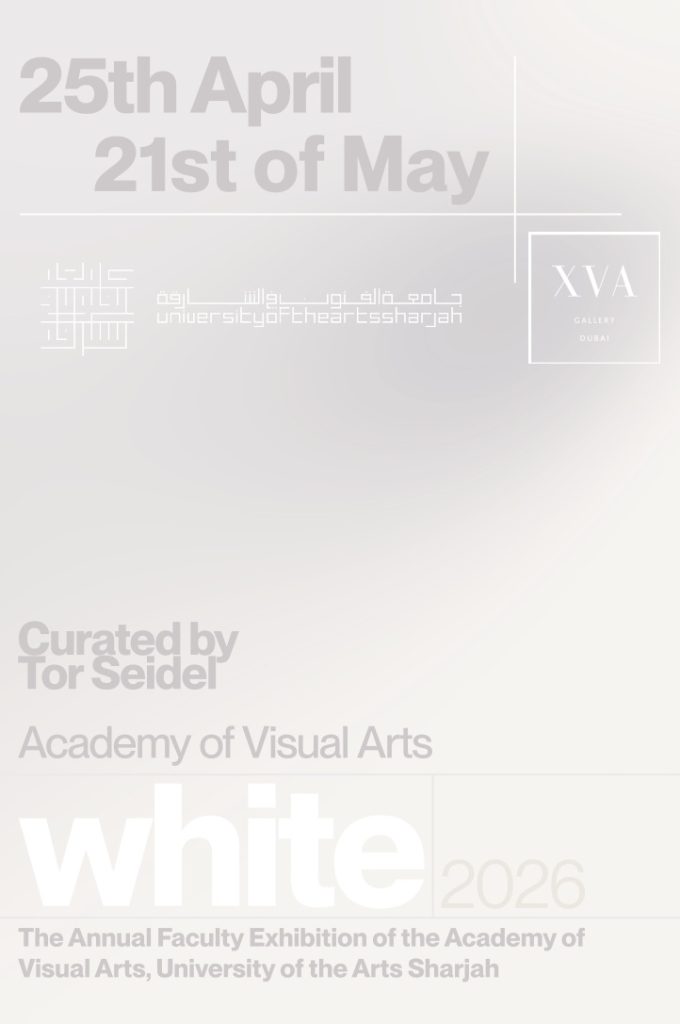 25th April
21st of May
جامعة الفنون الشارقة
universityoftheartssharjah
XVA
GALLERY
DUBAI
Curated by
Tor Seidel
Academy of Visual Arts
white 2026
The Annual Faculty Exhibition of the Academy of
Visual Arts, University of the Arts Sharjah